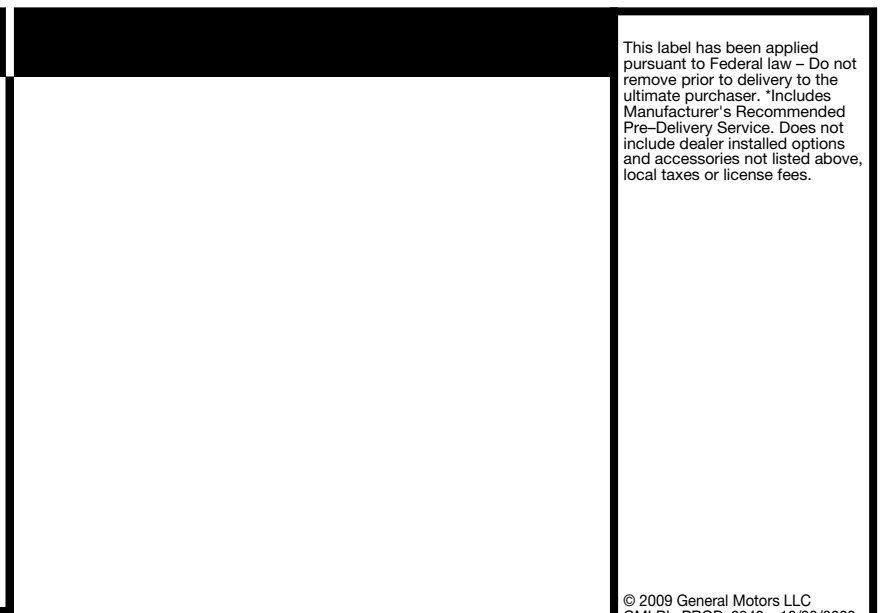 This label has been applied
pursuant to Federal law – Do not
remove prior to delivery to the
ultimate purchaser. *Includes
Manufacturer's Recommended
Pre–Delivery Service. Does not
include dealer installed options
and accessories not listed above,
local taxes or license fees.
© 2009 General Motors LLC